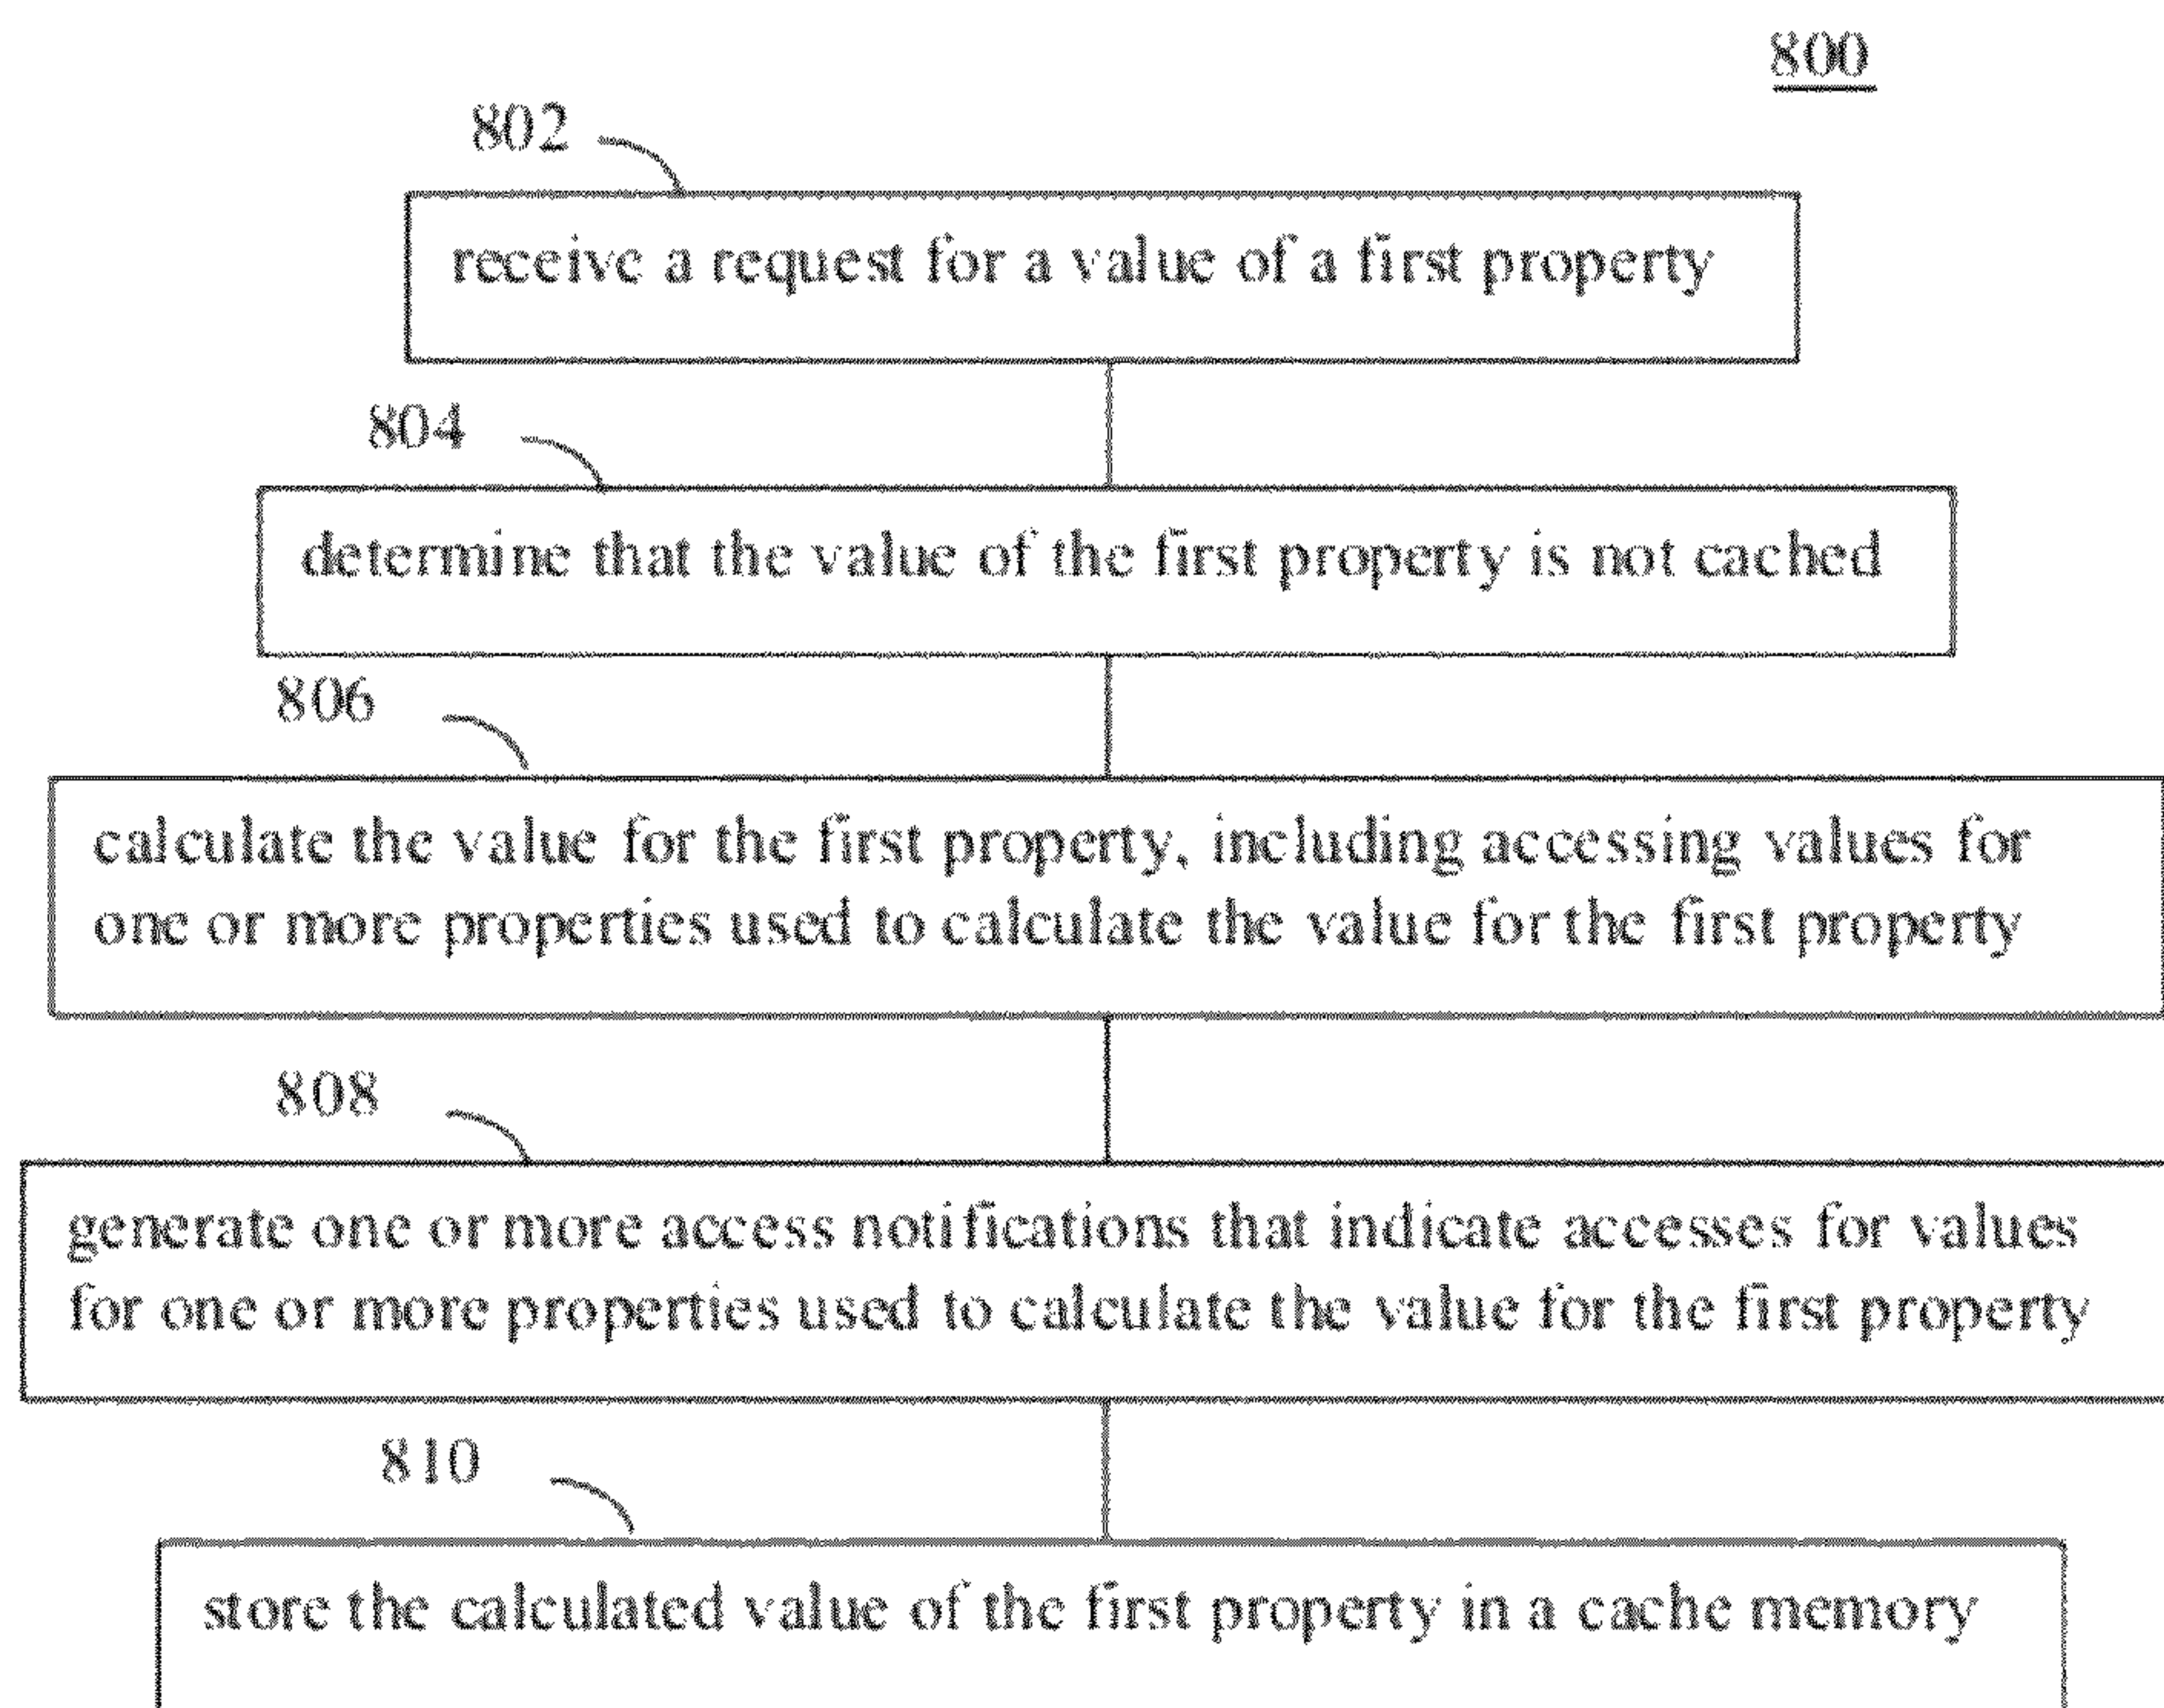 800
802
receive a request for a value of a first property
804
determine that the value of the first property is not cached
806
calculate the value for the first property, including accessing values for
one or more properties used to calculate the value for the first property
808
generate one or more access notifications that indicate accesses for values
for one or more properties used to calculate the value for the first property
810
store the calculated value of the first property in a cache memory